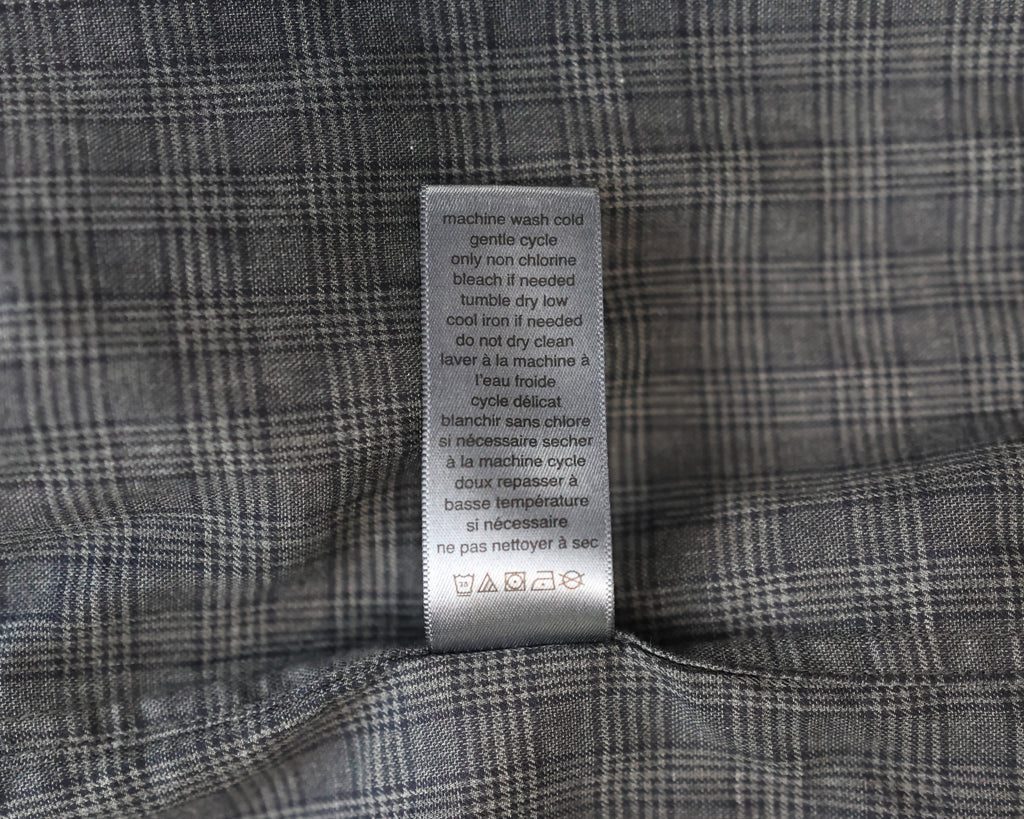 machine wash cold
gentle cycle
only non chlorine
bleach if needed
tumble dry low
cool iron if needed
do not dry clean
laver à la machine à
l'eau froide
cycle délicat
blanchir sans chlore
si nécessaire secher
à la machine cycle
doux repasser à
basse température
si nécessaire
ne pas nettoyer à sec